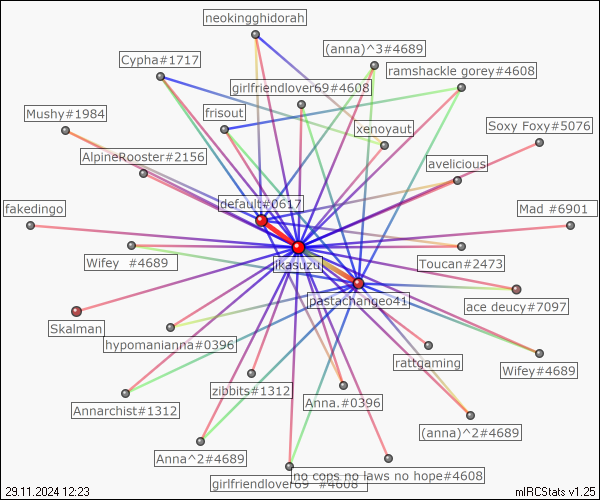 neokingghidorah
(anna)^3#4689
Cypha#1717
ramshackle gorey#4608
girlfriendlover69#4608
Mushy#1984
frisout
xenoyaut
Soxy Foxy#5076
AlpineRooster#2156
avelicious
default#0617
fakedingo
Mad #6901
jkasuzu
Wifey #4689
Toucan#2473
pastachangeo41
ace deucy#7097
Skalman
hypomanianna#0396
rattgaming
Wifey#4689
zibbits#1312
Anna.#0396
Annarchist#1312
(anna)^2#4689
Anna^2#4689
no cops no laws no hope#4608
girlfriendlover69 #4608
29.11.2024 12:23
mIRCStats v1.25